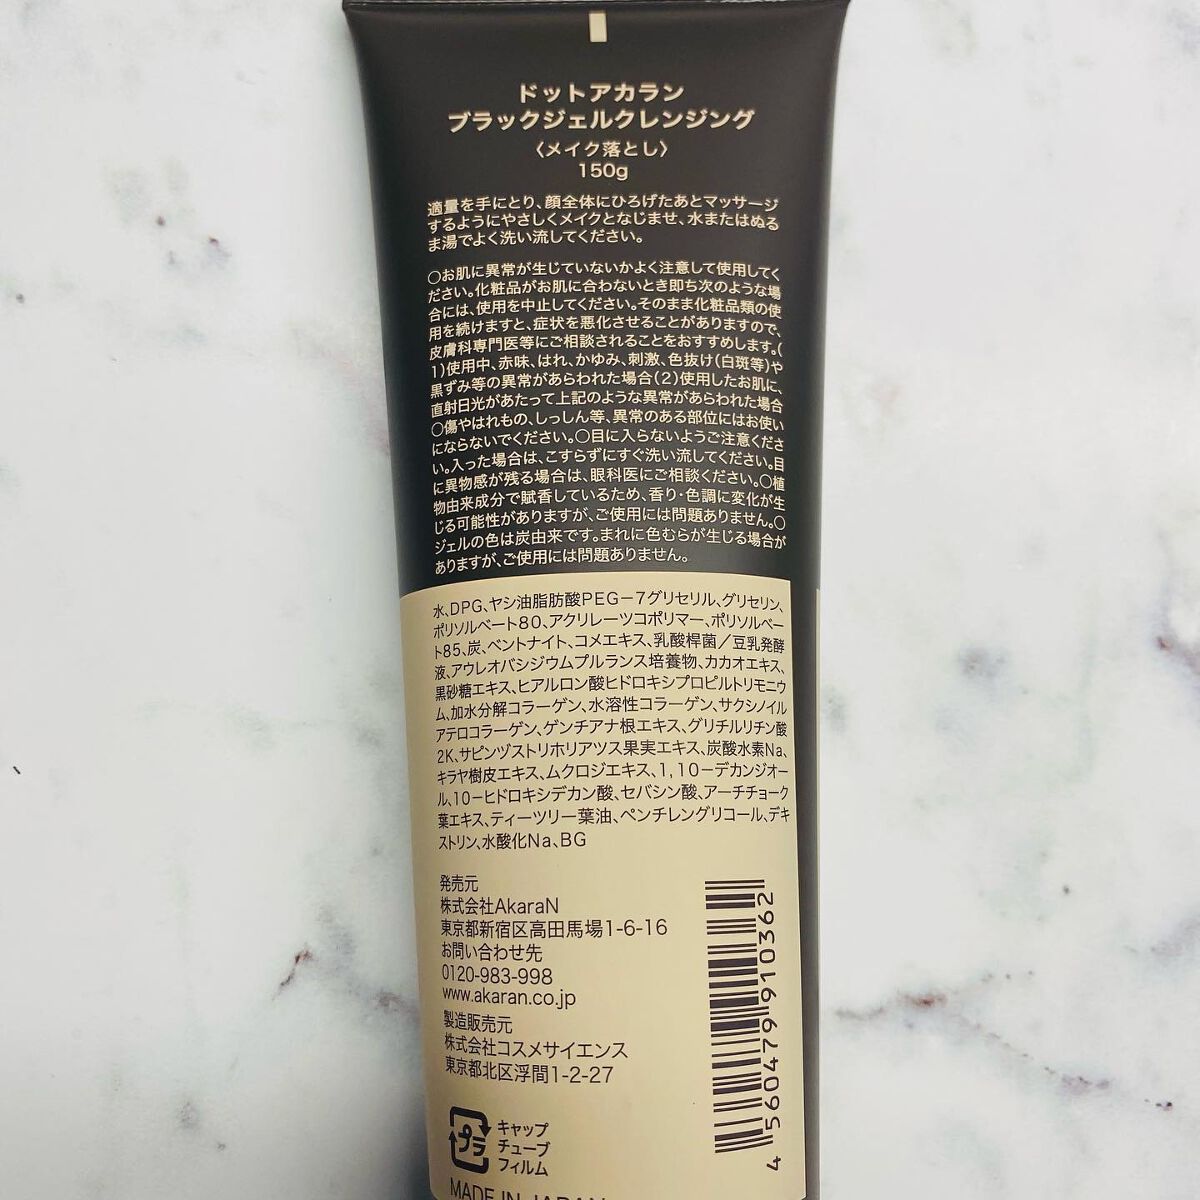 ドットアカラン
ブラックジェルクレンジング
〈メイク落とし〉
150g
適量を手にとり、顔全体にひろげたあとマッサージ
するようにやさしくメイクとなじませ、水またはぬる
ま湯でよく洗い流してください。
○お肌に異常が生じていないかよく注意して使用してく
ださい。化粧品がお肌に合わないとき即ち次のような場
合には、使用を中止してください。そのまま化粧品類の使
用を続けますと、症状を悪化させることがありますので、
皮膚科専門医等にご相談されることをおすすめします。(
1)使用中、赤味、はれ、かゆみ、刺激、色抜け(白斑等)や
黒ずみ等の異常があらわれた場合(2)使用したお肌に、
直射日光があたって上記のような異常があらわれた場合
○傷やはれもの、しっしん等、異常のある部位にはお使い
にならないでください。○目に入らないようご注意くださ
い。入った場合は、こすらずにすぐ洗い流してください。目
に異物感が残る場合は、眼科医にご相談ください。○植
物由来成分で賦香しているため、香り・色調に変化が生
じる可能性がありますが、ご使用には問題ありません。○
ジェルの色は炭由来です。まれに色むらが生じる場合が
ありますが、ご使用には問題ありません。
水、DPG、ヤシ油脂肪酸PEG－7グリセリル、グリセリン、
ポリソルベート80、アクリレーツコポリマー、ポリソルベー
ト85、炭、ベントナイト、コメエキス、乳酸桿菌／豆乳発酵
液、アウレオバシジウムプルランス培養物、カカオエキス、
黒砂糖エキス、ヒアルロン酸ヒドロキシプロピルトリモニウ
ム、加水分解コラーゲン、水溶性コラーゲン、サクシノイル
アテロコラーゲン、ゲンチアナ根エキス、グリチルリチン酸
2K、サピンヅストリホリアツス果実エキス、炭酸水素Na、
キラヤ樹皮エキス、ムクロジエキス、1,10－デカンジオー
ル、10－ヒドロキシデカン酸、セバシン酸、アーチチョーク
葉エキス、ティーツリー葉油、ペンチレングリコール、デキ
ストリン、水酸化Na、BG
発売元
株式会社AkaraN
東京都新宿区高田馬場1-6-16
お問い合わせ先
0120-983-998
www.akaran.co.jp
製造販売元
株式会社コスメサイエンス
東京都北区浮間1-2-27
プラ
キャップ
チューブ
フィルム
MADE IN JAPAN
4 560479 910362